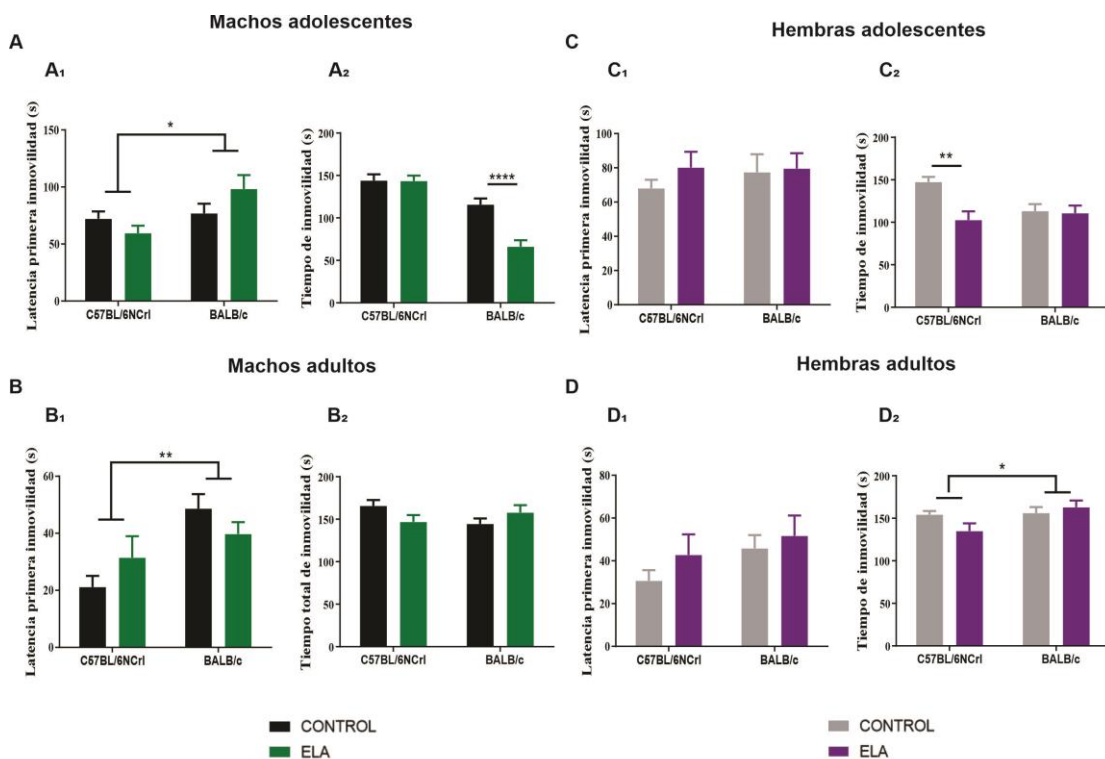 Machos adolescentes
A
A₁
Latencia primera inmovilidad (s)
150
100
50
0
*
C57BL/6NCrl
BALB/c
A₂
Tiempo de inmovilidad (s)
200
150
100
50
0
****
C57BL/6NCrl
BALB/c
Hembras adolescentes
C
C₁
Latencia primera inmovilidad (s)
100
80
60
40
20
0
C57BL/6NCrl
BALB/c
C₂
Tiempo de inmovilidad (s)
200
150
100
50
0
**
C57BL/6NCrl
BALB/c
Machos adultos
B
B₁
Latencia primera inmovilidad (s)
60
40
20
0
**
C57BL/6NCrl
BALB/c
B₂
Tiempo total de inmovilidad (s)
200
150
100
50
0
C57BL/6NCrl
BALB/c
Hembras adultos
D
D₁
Latencia primera inmovilidad (s)
80
60
40
20
0
C57BL/6NCrl
BALB/c
D₂
Tiempo de inmovilidad (s)
200
150
100
50
0
*
C57BL/6NCrl
BALB/c
CONTROL
ELA
CONTROL
ELA